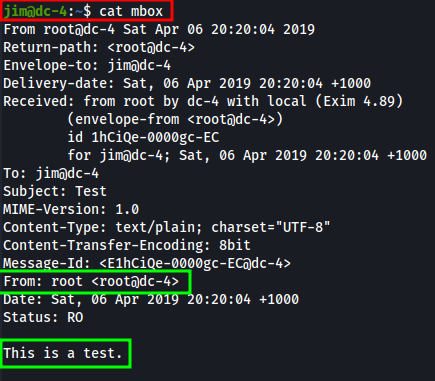 jim@dc-4:~$ cat mbox
From root@dc-4 Sat Apr 06 20:20:04 2019
Return-path: <root@dc-4>
Envelope-to: jim@dc-4
Delivery-date: Sat, 06 Apr 2019 20:20:04 +1000
Received: from root by dc-4 with local (Exim 4.89)
        (envelope-from <root@dc-4>)
        id 1hCiQe-0000gc-EC
        for jim@dc-4; Sat, 06 Apr 2019 20:20:04 +1000
To: jim@dc-4
Subject: Test
MIME-Version: 1.0
Content-Type: text/plain; charset="UTF-8"
Content-Transfer-Encoding: 8bit
Message-Id: <E1hCiQe-0000gc-EC@dc-4>
From: root <root@dc-4>
Date: Sat, 06 Apr 2019 20:20:04 +1000
Status: RO

This is a test.